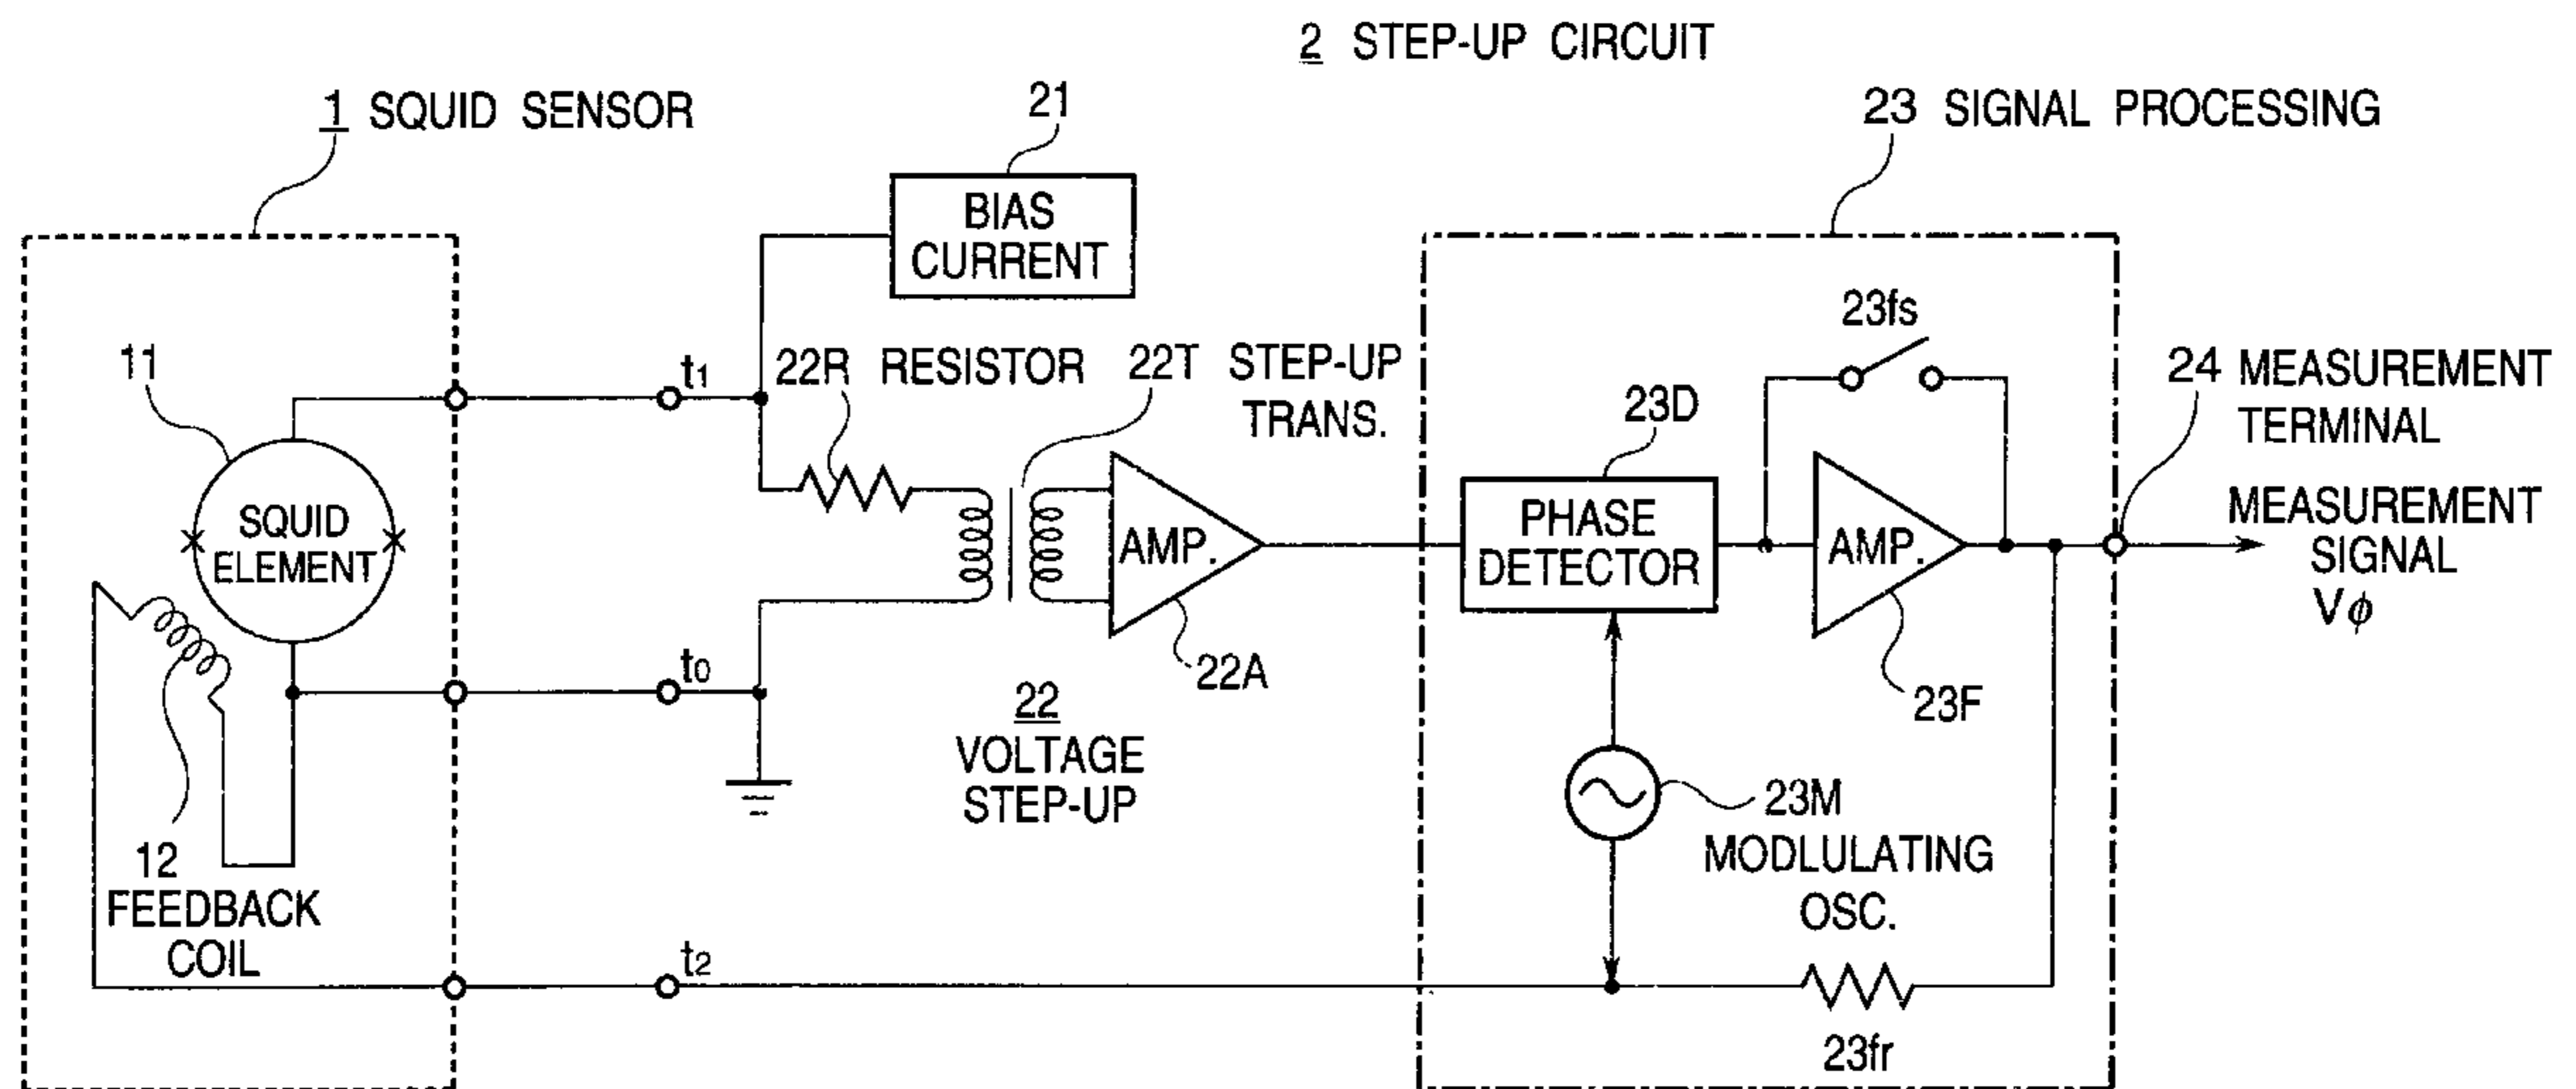 2 STEP-UP CIRCUIT
1 SQUID SENSOR
21
23 SIGNAL PROCESSING
BIAS
CURRENT
11
t1
22R RESISTOR
22T STEP-UP
TRANS.
23fs
24 MEASUREMENT
TERMINAL
23D
SQUID
ELEMENT
AMP.
PHASE
DETECTOR
AMP.
MEASUREMENT
SIGNAL
Vϕ
t0
22A
23F
22
VOLTAGE
STEP-UP
23M
MODLULATING
OSC.
12
FEEDBACK
COIL
t2
23fr